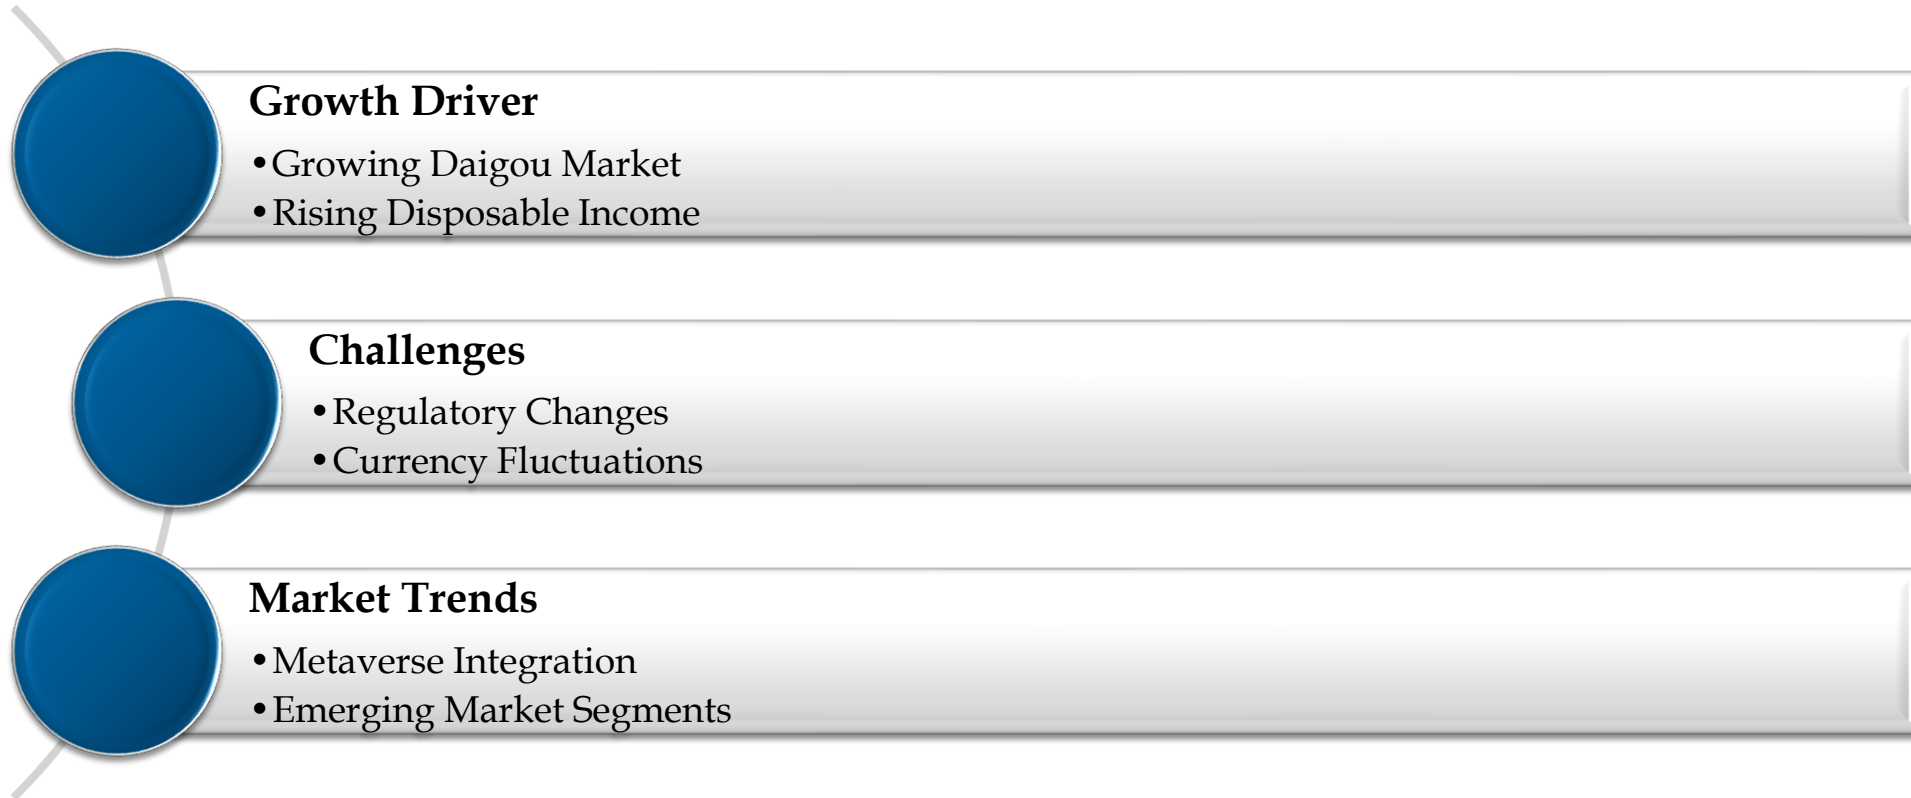 Growth Driver
•Growing Daigou Market
•Rising Disposable Income
Challenges
•Regulatory Changes
•Currency Fluctuations
Market Trends
•Metaverse Integration
•Emerging Market Segments